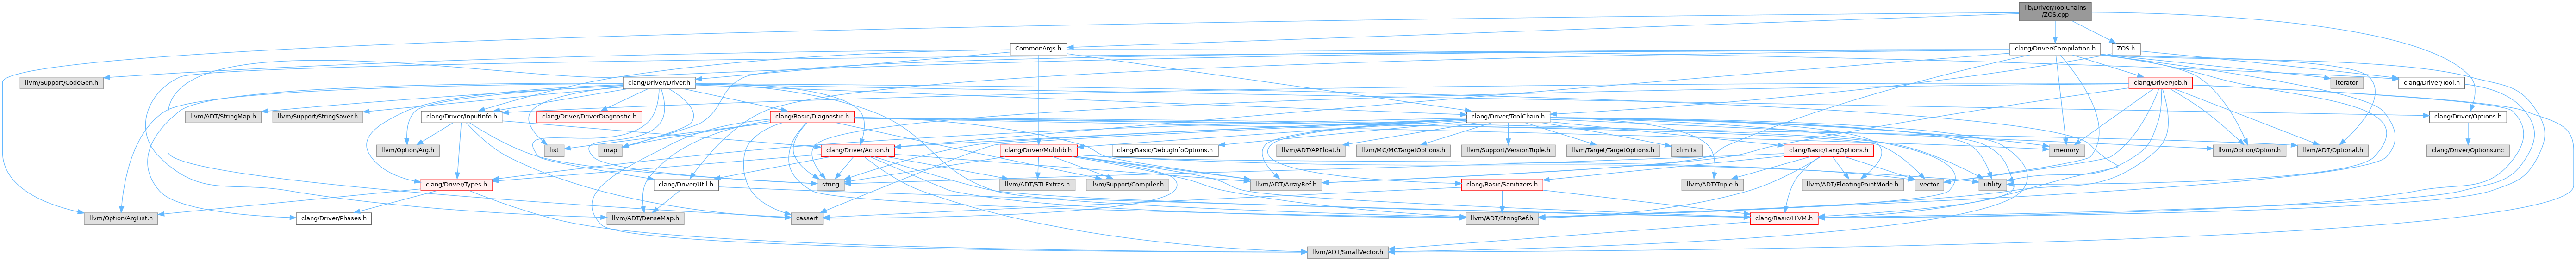 lib/Driver/ToolChains
/ZOS.cpp
CommonArgs.h
clang/Driver/Compilation.h
ZOS.h
llvm/Support/CodeGen.h
clang/Driver/Driver.h
clang/Driver/Job.h
iterator
clang/Driver/Tool.h
llvm/ADT/StringMap.h
llvm/Support/StringSaver.h
clang/Driver/InputInfo.h
clang/Driver/DriverDiagnostic.h
clang/Basic/Diagnostic.h
clang/Driver/ToolChain.h
clang/Driver/Options.h
llvm/Option/Arg.h
list
map
clang/Basic/DebugInfoOptions.h
clang/Driver/Action.h
clang/Driver/Multilib.h
llvm/ADT/APFloat.h
llvm/MC/MCTargetOptions.h
llvm/Support/VersionTuple.h
llvm/Target/TargetOptions.h
climits
clang/Basic/LangOptions.h
memory
llvm/Option/Option.h
llvm/ADT/Optional.h
clang/Driver/Options.inc
clang/Driver/Types.h
clang/Driver/Util.h
string
llvm/ADT/STLExtras.h
llvm/Support/Compiler.h
llvm/ADT/ArrayRef.h
clang/Basic/Sanitizers.h
llvm/ADT/Triple.h
llvm/ADT/FloatingPointMode.h
vector
utility
llvm/Option/ArgList.h
clang/Driver/Phases.h
llvm/ADT/DenseMap.h
cassert
llvm/ADT/StringRef.h
clang/Basic/LLVM.h
llvm/ADT/SmallVector.h